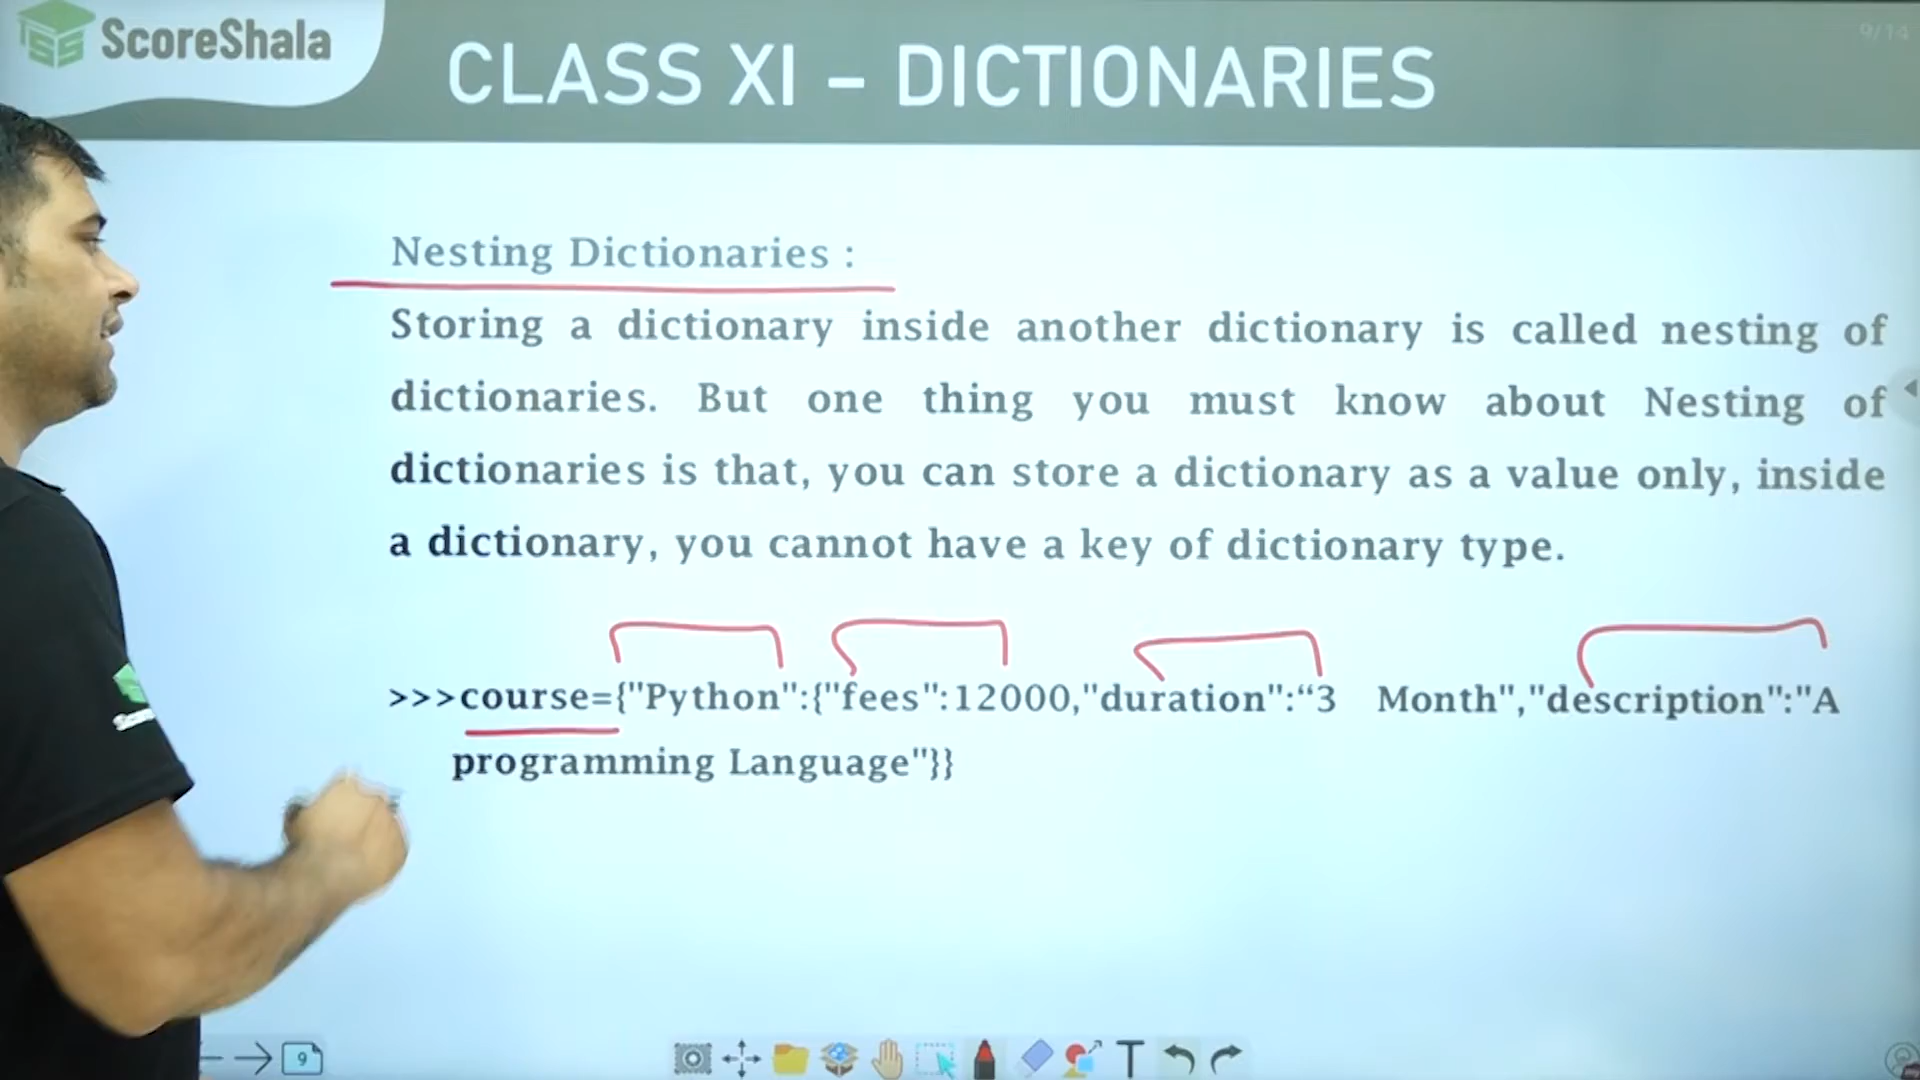 ScoreShala
CLASS XI – DICTIONARIES
9/14
Nesting Dictionaries :
Storing a dictionary inside another dictionary is called nesting of
dictionaries. But one thing you must know about Nesting of
dictionaries is that, you can store a dictionary as a value only, inside
a dictionary, you cannot have a key of dictionary type.
>>>course={"Python":{"fees":12000,"duration":“3 Month","description":"A
programming Language"}}
9
T